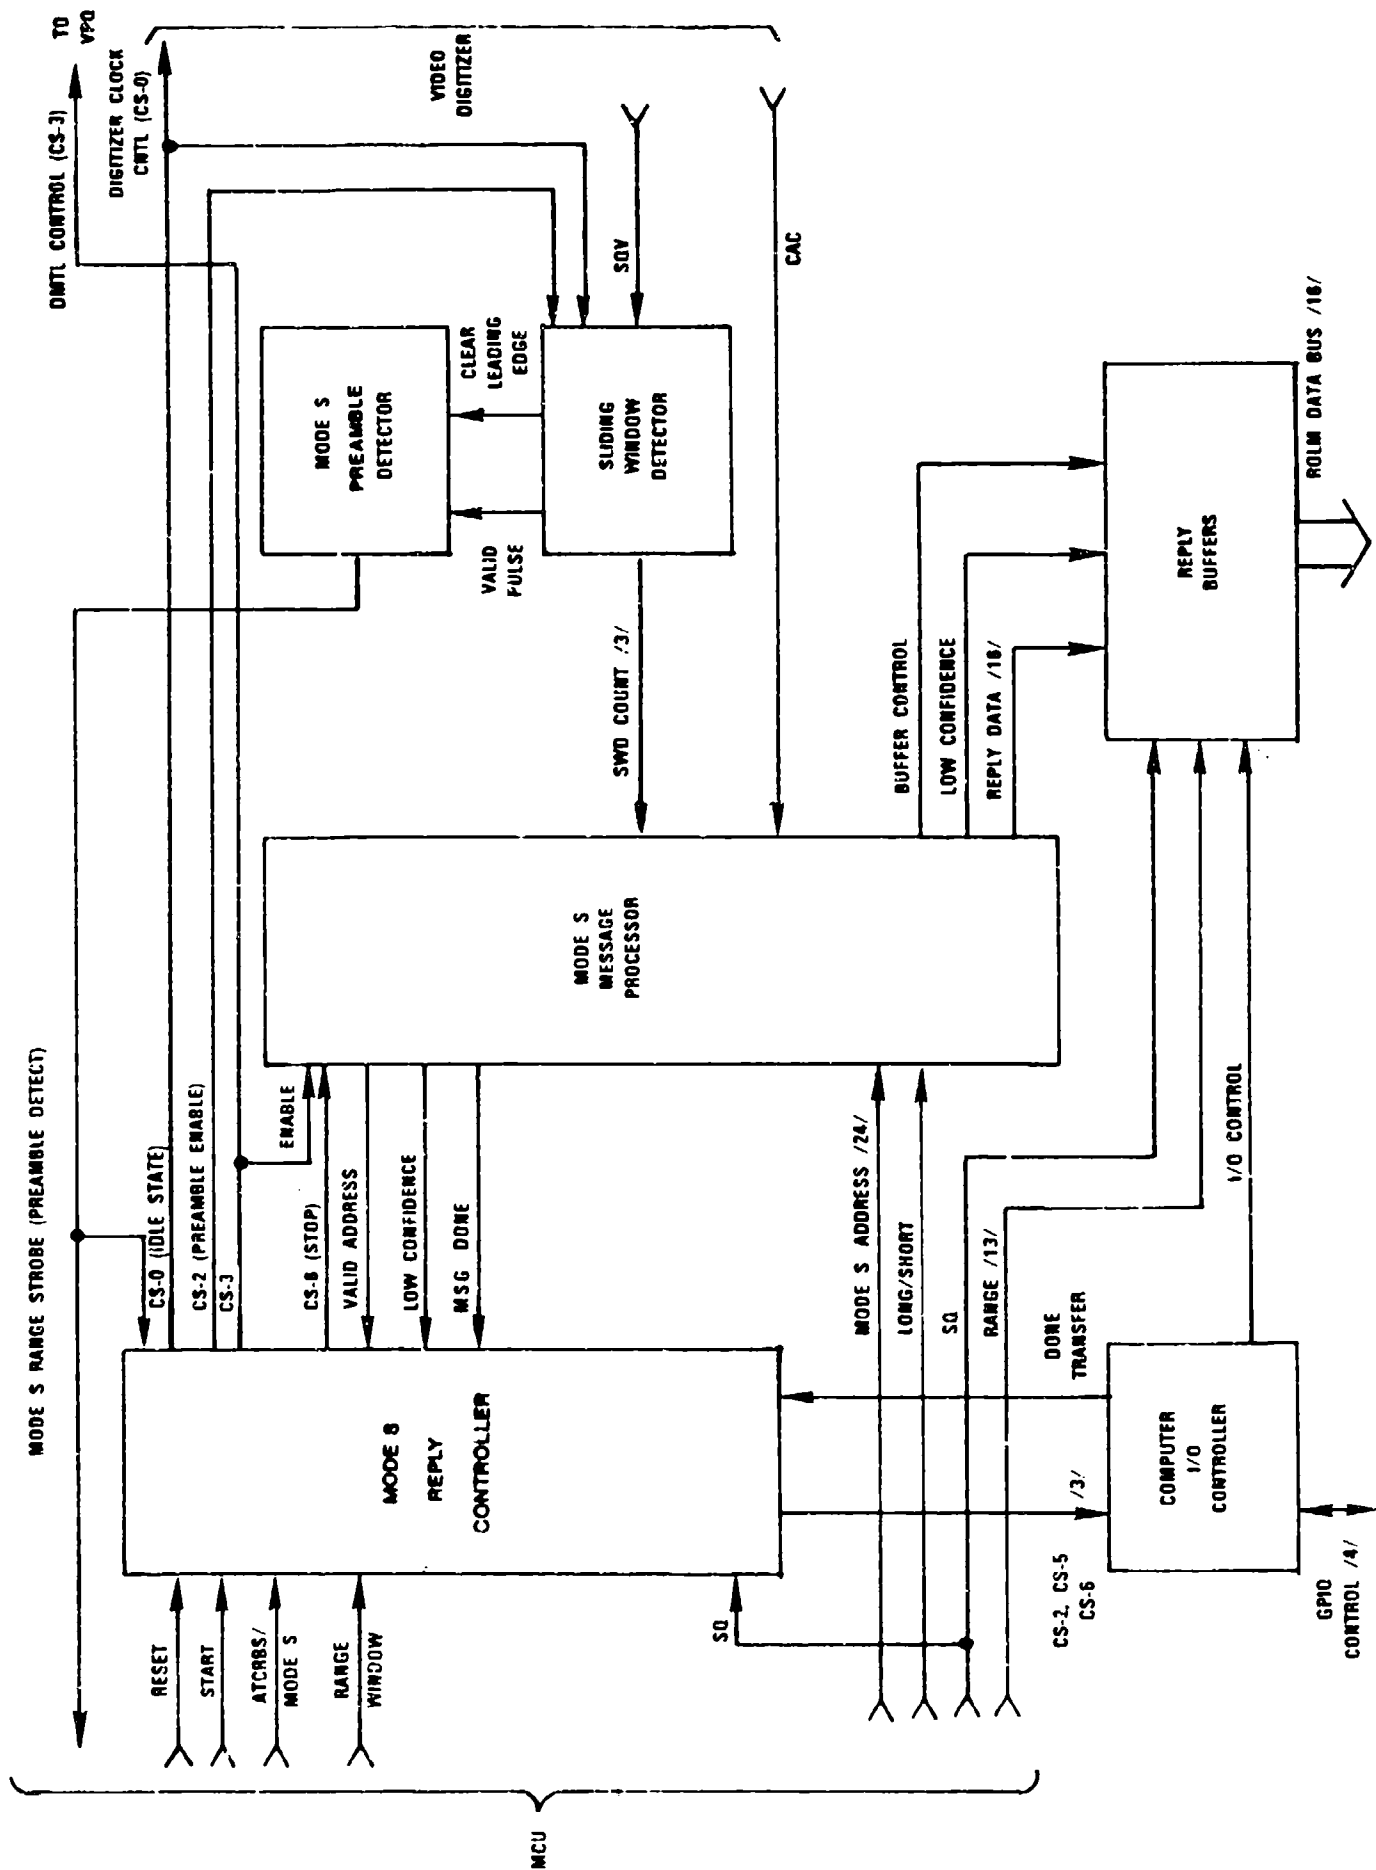 MODE S RANGE STROBE (PREAMBLE DETECT)
DMTL CONTROL (CS-3)
TO
VPQ
DIGITIZER CLOCK
CNTL (CS-0)
VIDEO
DIGITIZER
MCU
RESET
START
ATCRBS/
MODE S
RANGE
WINDOW
SQ
MODE S
REPLY
CONTROLLER
CS-0 (IDLE STATE)
CS-2 (PREAMBLE ENABLE)
CS-3
ENABLE
CS-6 (STOP)
VALID ADDRESS
LOW CONFIDENCE
MSG DONE
MODE S
MESSAGE
PROCESSOR
MODE S
PREAMBLE
DETECTOR
VALID
PULSE
CLEAR
LEADING
EDGE
SLIDING
WINDOW
DETECTOR
SQV
CAC
SWD COUNT /3/
MODE S ADDRESS /24/
LONG/SHORT
SQ
RANGE /13/
BUFFER CONTROL
LOW CONFIDENCE
REPLY DATA /16/
CS-2, CS-5
CS-6
/3/
DONE
TRANSFER
COMPUTER
I/O
CONTROLLER
GPIO
CONTROL /4/
I/O CONTROL
REPLY
BUFFERS
ROLM DATA BUS /16/